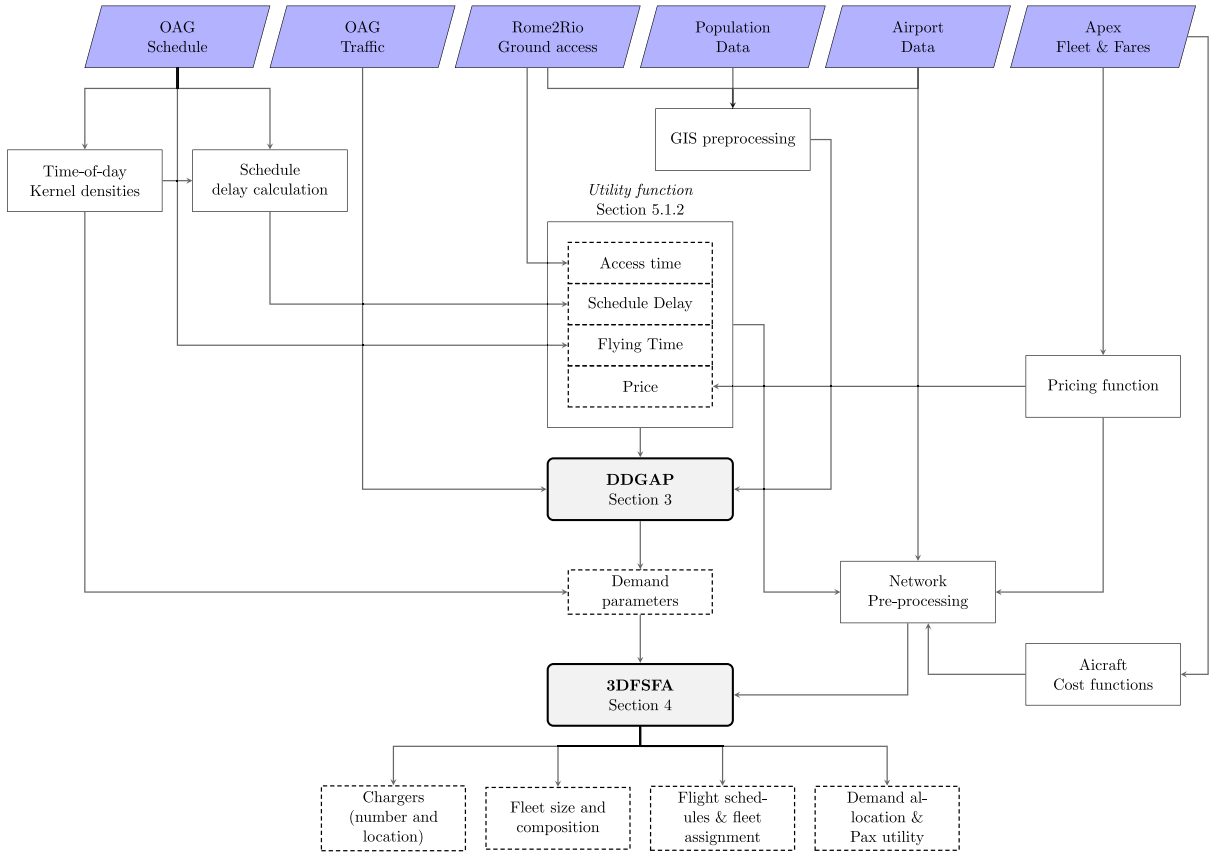 OAG
Schedule
OAG
Traffic
Rome2Rio
Ground access
Population
Data
Airport
Data
Apex
Fleet & Fares
GIS preprocessing
Time-of-day
Kernel densities
Schedule
delay calculation
Utility function
Section 5.1.2
Access time
Schedule Delay
Flying Time
Price
Pricing function
DDGAP
Section 3
Demand
parameters
Network
Pre-processing
Aicraft
Cost functions
3DFSFA
Section 4
Chargers
(number and
location)
Fleet size and
composition
Flight sched-
ules & fleet
assignment
Demand al-
location &
Pax utility